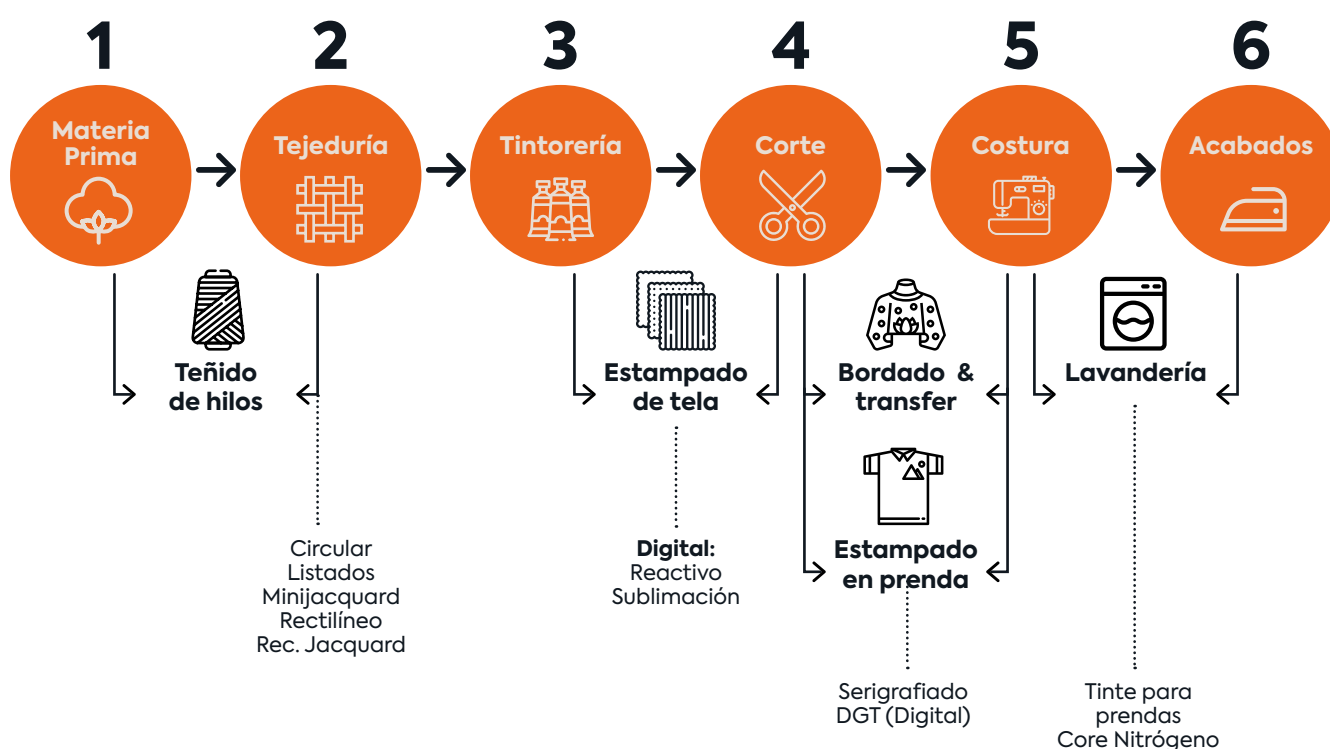 1
2
3
4
5
6
Materia
Prima
Tejeduría
Tintorería
Corte
Costura
Acabados
Teñido
de hilos
Estampado
de tela
Bordado &
transfer
Lavandería
Estampado
en prenda
Circular
Listados
Minijacquard
Rectilíneo
Rec. Jacquard
Digital:
Reactivo
Sublimación
Serigrafiado
DGT (Digital)
Tinte para
prendas
Core Nitrógeno